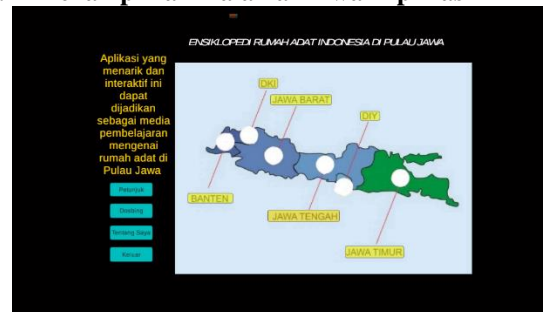 ENSIKLOPEDI RUMAH ADAT INDONESIA DI PULAU JAWA
Aplikasi yang
menarik dan
interaktif ini
dapat
dijadikan
sebagai media
pembelajaran
mengenai
rumah adat di
Pulau Jawa
Petunjuk
Dosbing
Tentang Saya
Keluar
DKI
JAWA BARAT
DIY
BANTEN
JAWA TENGAH
JAWA TIMUR